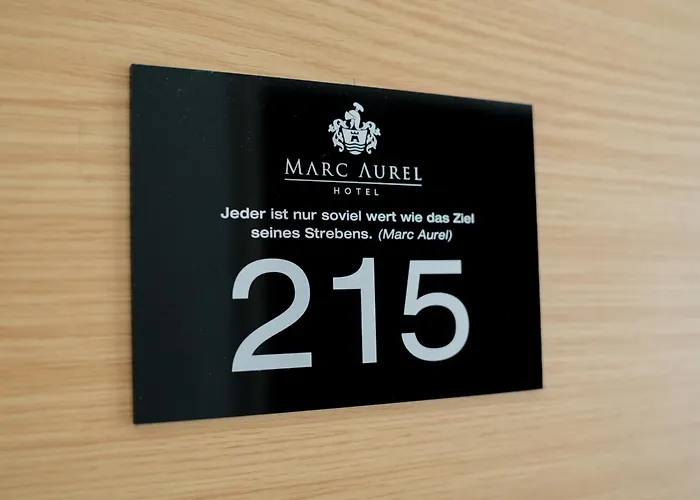 MARC AUREL
HOTEL
Jeder ist nur soviel wert wie das Ziel
seines Strebens. (Marc Aurel)
215